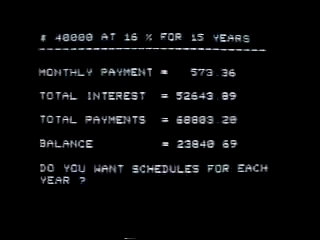 # 40000 AT 16 % FOR 15 YEARS
------------------------------
MONTHLY PAYMENT = 573.36
TOTAL INTEREST = 52643.89
TOTAL PAYMENTS = 68803.20
BALANCE = 23840 69
DO YOU WANT SCHEDULES FOR EACH
YEAR ?